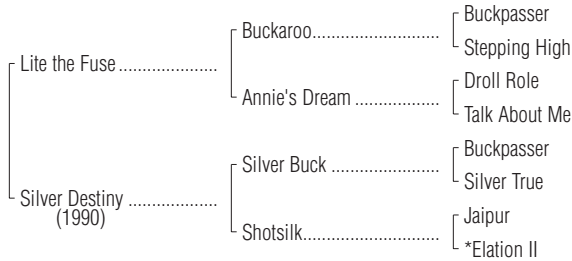 Buckpasser
Buckaroo..............................
Stepping High
Lite the Fuse .....................
Droll Role
Annie's Dream ....................
Talk About Me
Buckpasser
Silver Buck .........................
Silver True
Silver Destiny ...................
(1990)
Jaipur
Shotsilk................................
*Elation II